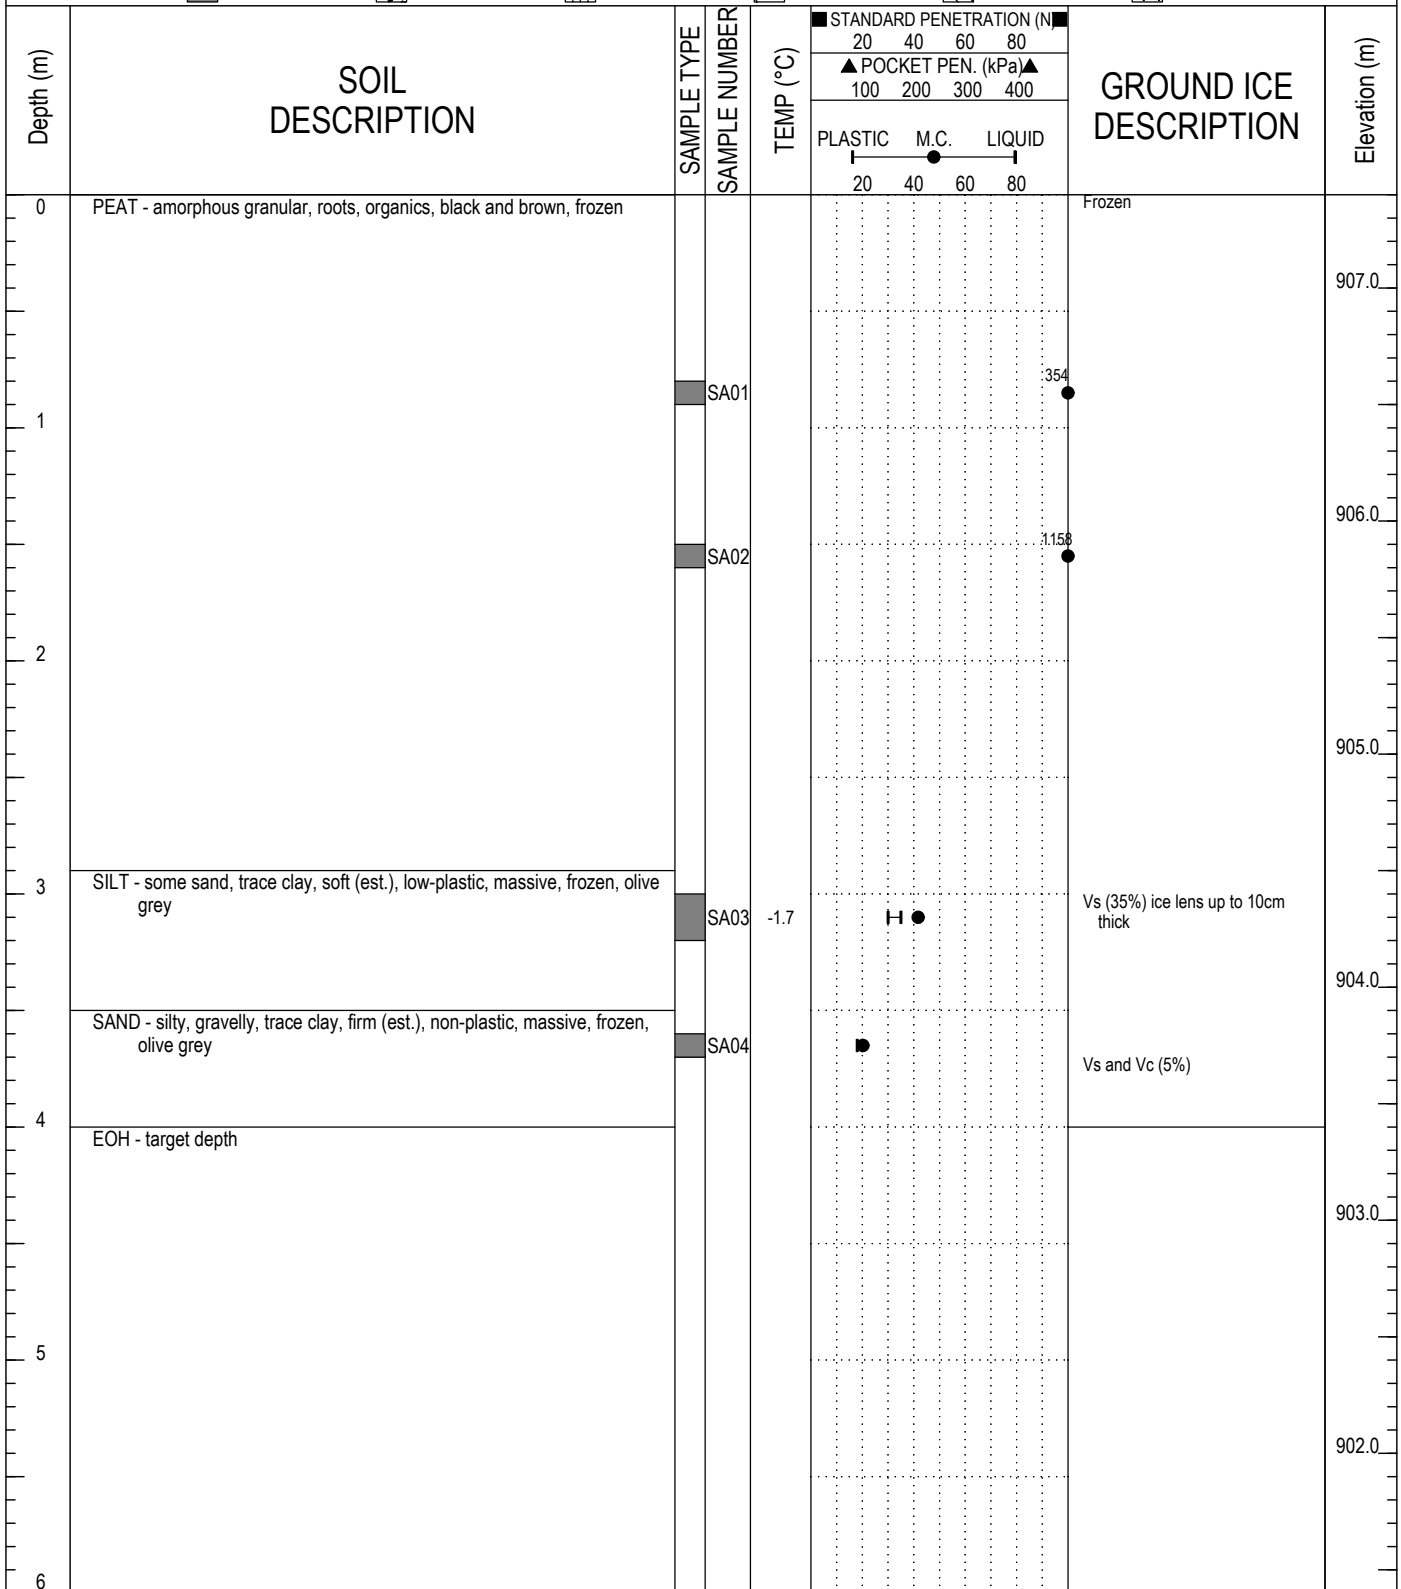 Depth (m)
SOIL
DESCRIPTION
SAMPLE TYPE
SAMPLE NUMBER
TEMP (°C)
STANDARD PENETRATION (N)
20 40 60 80
POCKET PEN. (kPa)
100 200 300 400
PLASTIC M.C. LIQUID
20 40 60 80
GROUND ICE
DESCRIPTION
Elevation (m)
0
PEAT - amorphous granular, roots, organics, black and brown, frozen
Frozen
907.0
354
SA01
1
906.0
1158
SA02
2
905.0
3
SILT - some sand, trace clay, soft (est.), low-plastic, massive, frozen, olive
grey
SA03
-1.7
Vs (35%) ice lens up to 10cm
thick
904.0
SAND - silty, gravelly, trace clay, firm (est.), non-plastic, massive, frozen,
olive grey
SA04
Vs and Vc (5%)
4
EOH - target depth
903.0
5
902.0
6